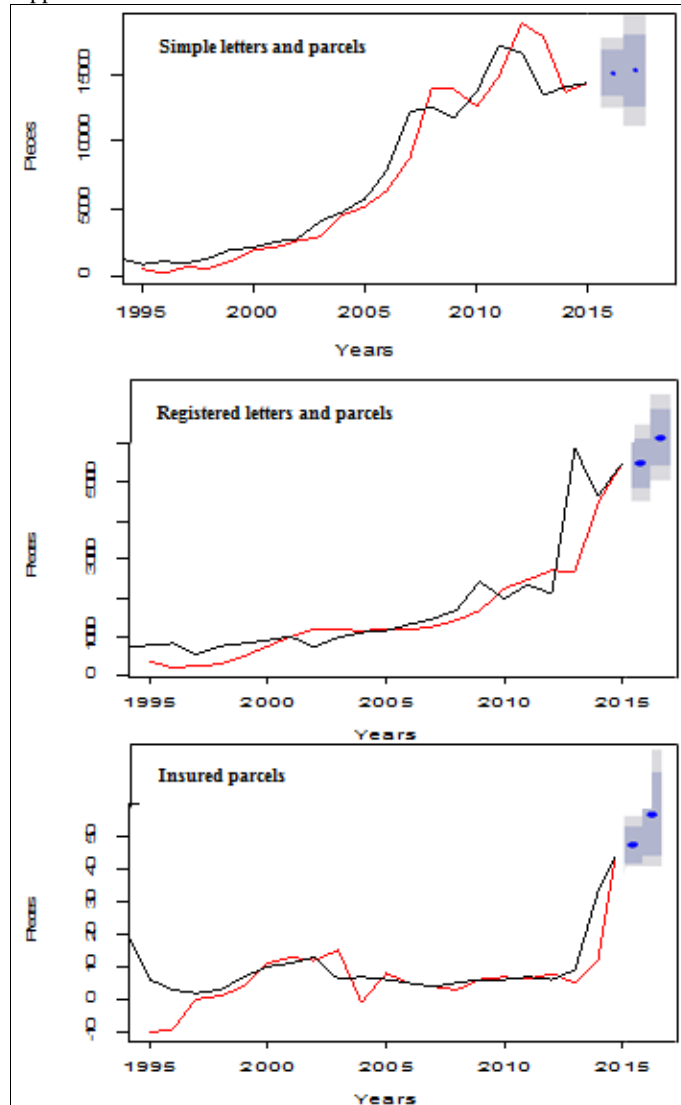 Simple letters and parcels
Pieces
15000
10000
5000
0
1995 2000 2005 2010 2015
Years
Registered letters and parcels
Pieces
5000
3000
1000
0
1995 2000 2005 2010 2015
Years
Insured parcels
Pieces
50
40
30
20
10
0
-10
1995 2000 2005 2010 2015
Years